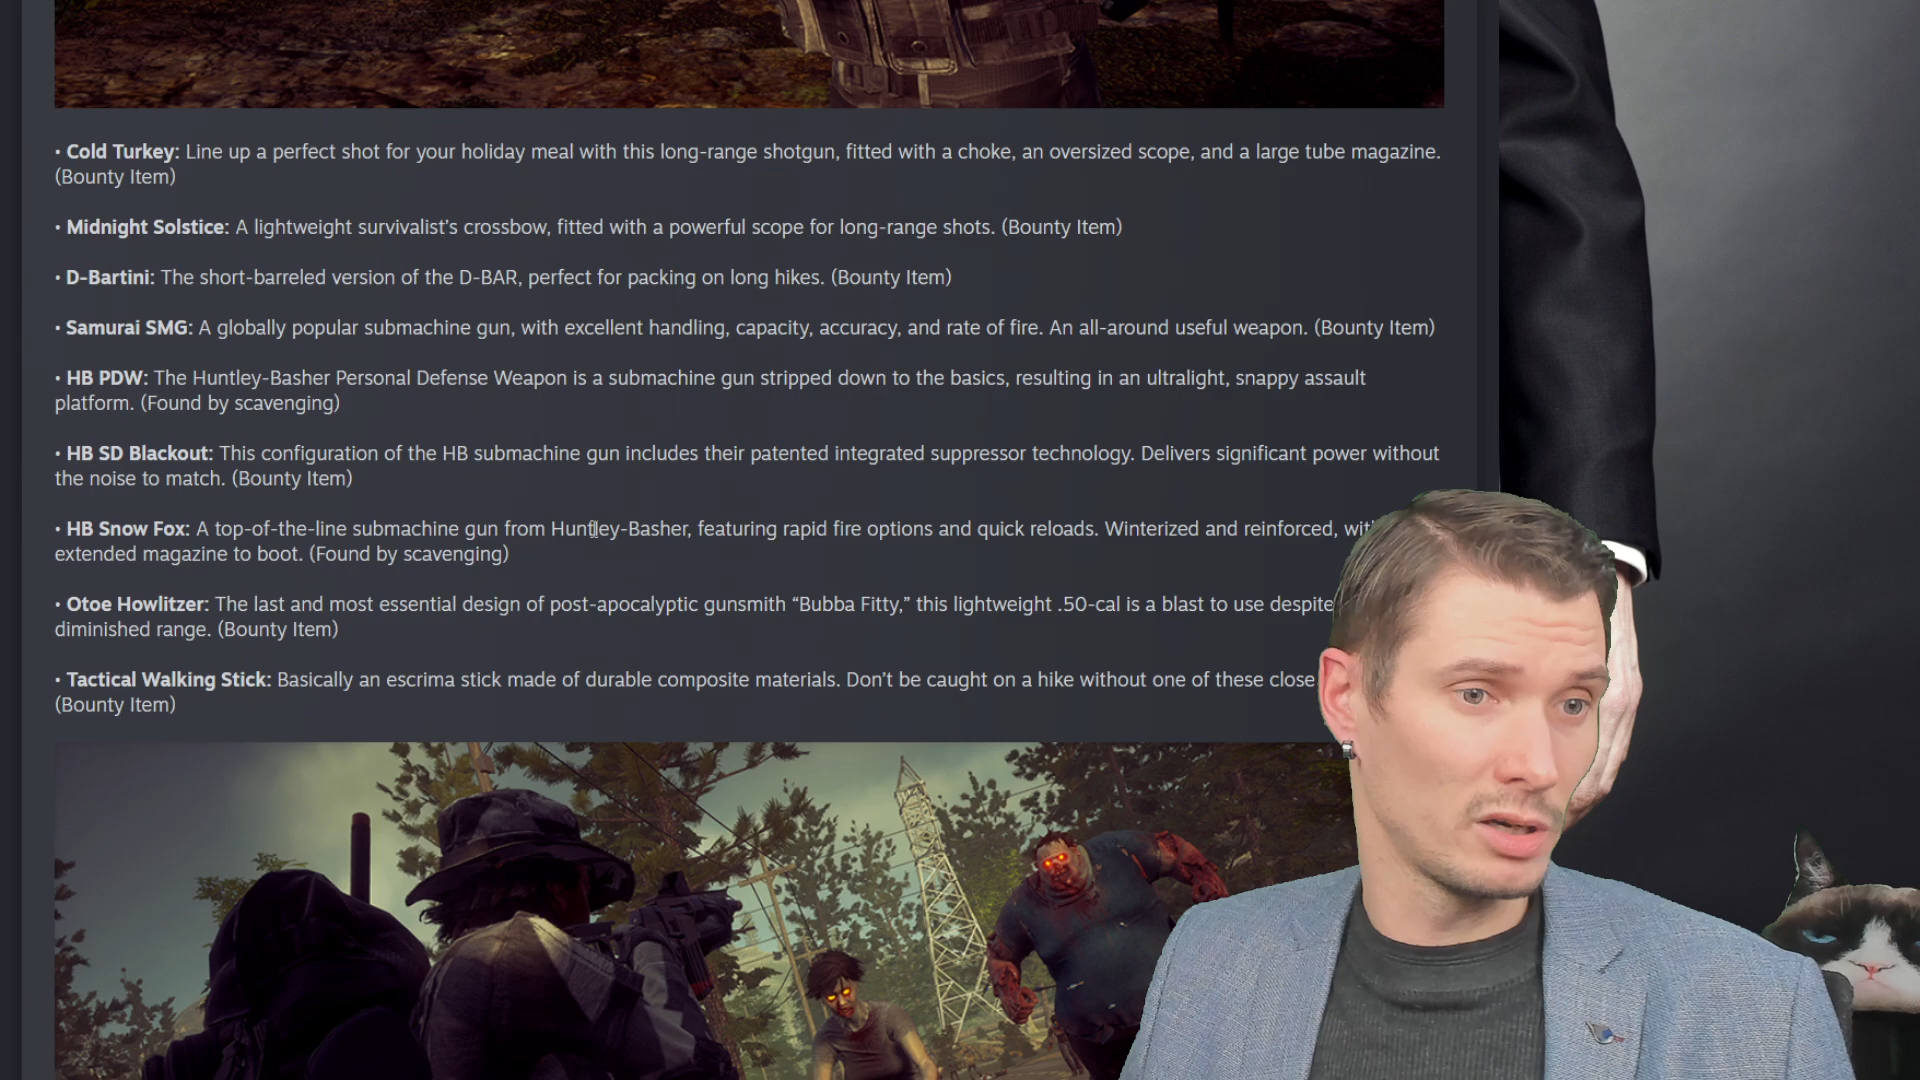 • Cold Turkey: Line up a perfect shot for your holiday meal with this long-range shotgun, fitted with a choke, an oversized scope, and a large tube magazine.
(Bounty Item)
• Midnight Solstice: A lightweight survivalist’s crossbow, fitted with a powerful scope for long-range shots. (Bounty Item)
• D-Bartini: The short-barreled version of the D-BAR, perfect for packing on long hikes. (Bounty Item)
• Samurai SMG: A globally popular submachine gun, with excellent handling, capacity, accuracy, and rate of fire. An all-around useful weapon. (Bounty Item)
• HB PDW: The Huntley-Basher Personal Defense Weapon is a submachine gun stripped down to the basics, resulting in an ultralight, snappy assault
platform. (Found by scavenging)
• HB SD Blackout: This configuration of the HB submachine gun includes their patented integrated suppressor technology. Delivers significant power without
the noise to match. (Bounty Item)
• HB Snow Fox: A top-of-the-line submachine gun from Huntley-Basher, featuring rapid fire options and quick reloads. Winterized and reinforced,
extended magazine to boot. (Found by scavenging)
• Otoe Howlitzer: The last and most essential design of post-apocalyptic gunsmith “Bubba Fitty,” this lightweight .50-cal is a blast to use despite
diminished range. (Bounty Item)
• Tactical Walking Stick: Basically an escrima stick made of durable composite materials. Don’t be caught on a hike without one of these close
(Bounty Item)